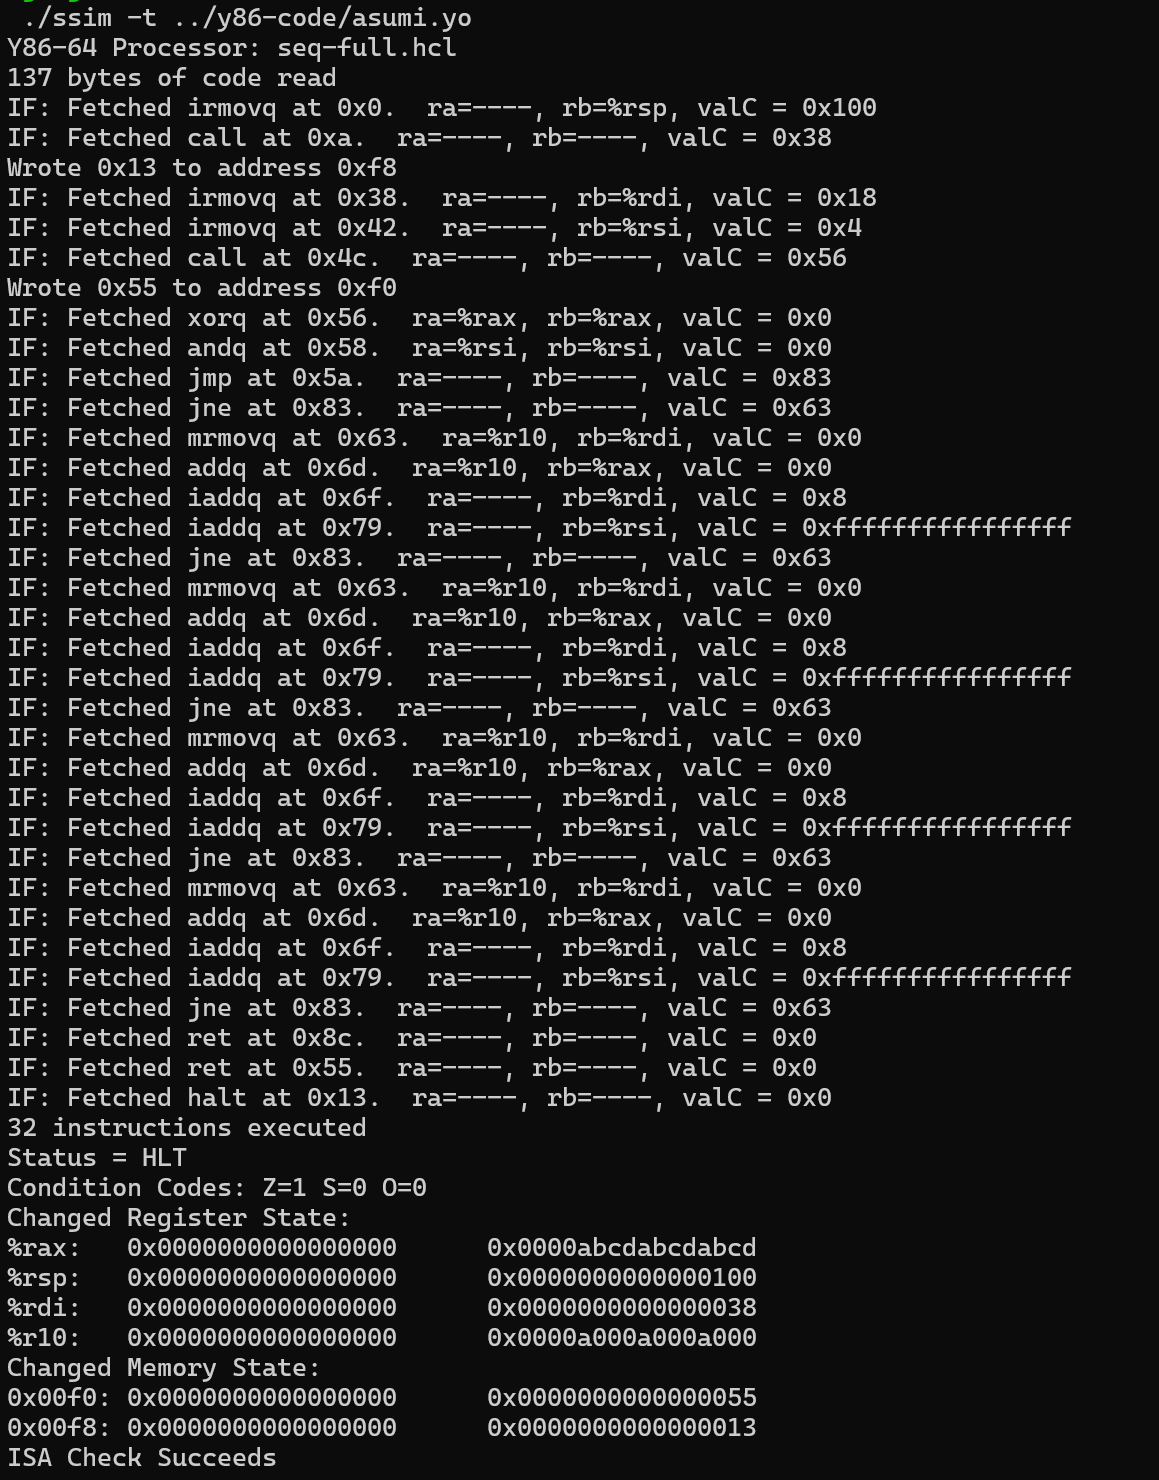 ./ssim -t ../y86-code/asumi.yo
Y86-64 Processor: seq-full.hcl
137 bytes of code read
IF: Fetched irmovq at 0x0.  ra=----, rb=%rsp, valC = 0x100
IF: Fetched call at 0xa.  ra=----, rb=----, valC = 0x38
Wrote 0x13 to address 0xf8
IF: Fetched irmovq at 0x38.  ra=----, rb=%rdi, valC = 0x18
IF: Fetched irmovq at 0x42.  ra=----, rb=%rsi, valC = 0x4
IF: Fetched call at 0x4c.  ra=----, rb=----, valC = 0x56
Wrote 0x55 to address 0xf0
IF: Fetched xorq at 0x56.  ra=%rax, rb=%rax, valC = 0x0
IF: Fetched andq at 0x58.  ra=%rsi, rb=%rsi, valC = 0x0
IF: Fetched jmp at 0x5a.  ra=----, rb=----, valC = 0x83
IF: Fetched jne at 0x83.  ra=----, rb=----, valC = 0x63
IF: Fetched mrmovq at 0x63.  ra=%r10, rb=%rdi, valC = 0x0
IF: Fetched addq at 0x6d.  ra=%r10, rb=%rax, valC = 0x0
IF: Fetched iaddq at 0x6f.  ra=----, rb=%rdi, valC = 0x8
IF: Fetched iaddq at 0x79.  ra=----, rb=%rsi, valC = 0xffffffffffffffff
IF: Fetched jne at 0x83.  ra=----, rb=----, valC = 0x63
IF: Fetched mrmovq at 0x63.  ra=%r10, rb=%rdi, valC = 0x0
IF: Fetched addq at 0x6d.  ra=%r10, rb=%rax, valC = 0x0
IF: Fetched iaddq at 0x6f.  ra=----, rb=%rdi, valC = 0x8
IF: Fetched iaddq at 0x79.  ra=----, rb=%rsi, valC = 0xffffffffffffffff
IF: Fetched jne at 0x83.  ra=----, rb=----, valC = 0x63
IF: Fetched mrmovq at 0x63.  ra=%r10, rb=%rdi, valC = 0x0
IF: Fetched addq at 0x6d.  ra=%r10, rb=%rax, valC = 0x0
IF: Fetched iaddq at 0x6f.  ra=----, rb=%rdi, valC = 0x8
IF: Fetched iaddq at 0x79.  ra=----, rb=%rsi, valC = 0xffffffffffffffff
IF: Fetched jne at 0x83.  ra=----, rb=----, valC = 0x63
IF: Fetched mrmovq at 0x63.  ra=%r10, rb=%rdi, valC = 0x0
IF: Fetched addq at 0x6d.  ra=%r10, rb=%rax, valC = 0x0
IF: Fetched iaddq at 0x6f.  ra=----, rb=%rdi, valC = 0x8
IF: Fetched iaddq at 0x79.  ra=----, rb=%rsi, valC = 0xffffffffffffffff
IF: Fetched jne at 0x83.  ra=----, rb=----, valC = 0x63
IF: Fetched ret at 0x8c.  ra=----, rb=----, valC = 0x0
IF: Fetched ret at 0x55.  ra=----, rb=----, valC = 0x0
IF: Fetched halt at 0x13.  ra=----, rb=----, valC = 0x0
32 instructions executed
Status = HLT
Condition Codes: Z=1 S=0 O=0
Changed Register State:
%rax:   0x0000000000000000      0x0000abcdabcdabcd
%rsp:   0x0000000000000000      0x0000000000000100
%rdi:   0x0000000000000000      0x0000000000000038
%r10:   0x0000000000000000      0x0000a000a000a000
Changed Memory State:
0x00f0: 0x0000000000000000      0x0000000000000055
0x00f8: 0x0000000000000000      0x0000000000000013
ISA Check Succeeds